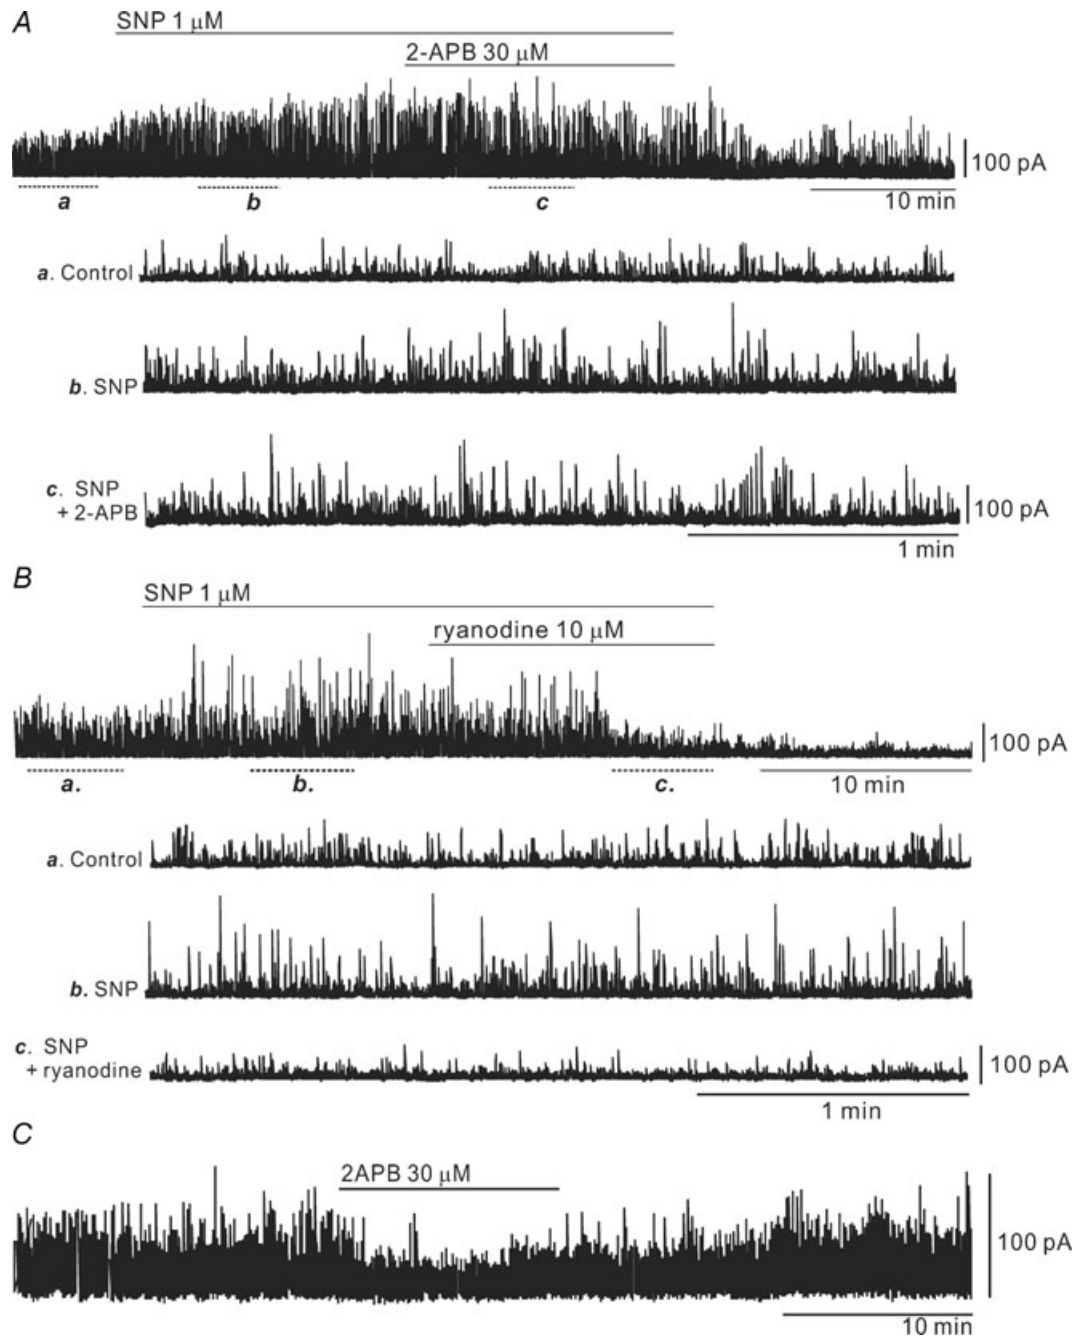 A
SNP 1 μM
2-APB 30 μM
100 pA
a
b
c
10 min
a. Control
b. SNP
c. SNP
+ 2-APB
100 pA
1 min
B
SNP 1 μM
ryanodine 10 μM
100 pA
a.
b.
c.
10 min
a. Control
b. SNP
c. SNP
+ ryanodine
100 pA
1 min
C
2APB 30 μM
100 pA
10 min